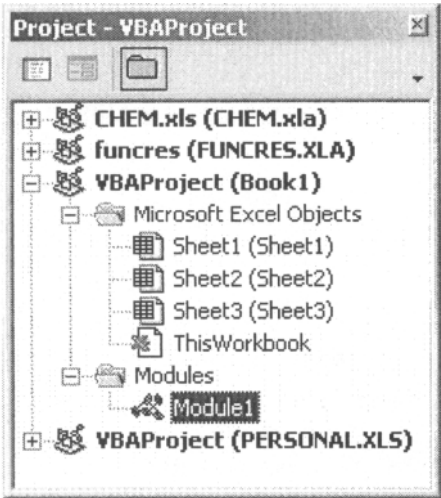 Project - VBAProject
CHEM.xls (CHEM.xla)
funcres (FUNCRES.XLA)
VBAProject (Book1)
Microsoft Excel Objects
Sheet1 (Sheet1)
Sheet2 (Sheet2)
Sheet3 (Sheet3)
ThisWorkbook
Modules
Module1
VBAProject (PERSONAL.XLS)